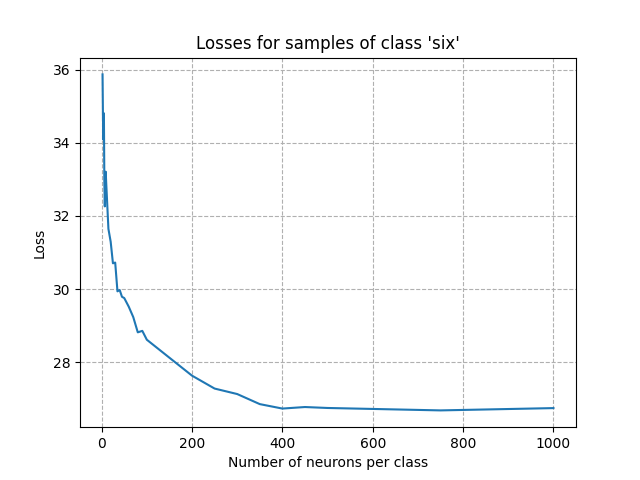 Losses for samples of class 'six'
36
34
32
30
28
Loss
0 200 400 600 800 1000
Number of neurons per class